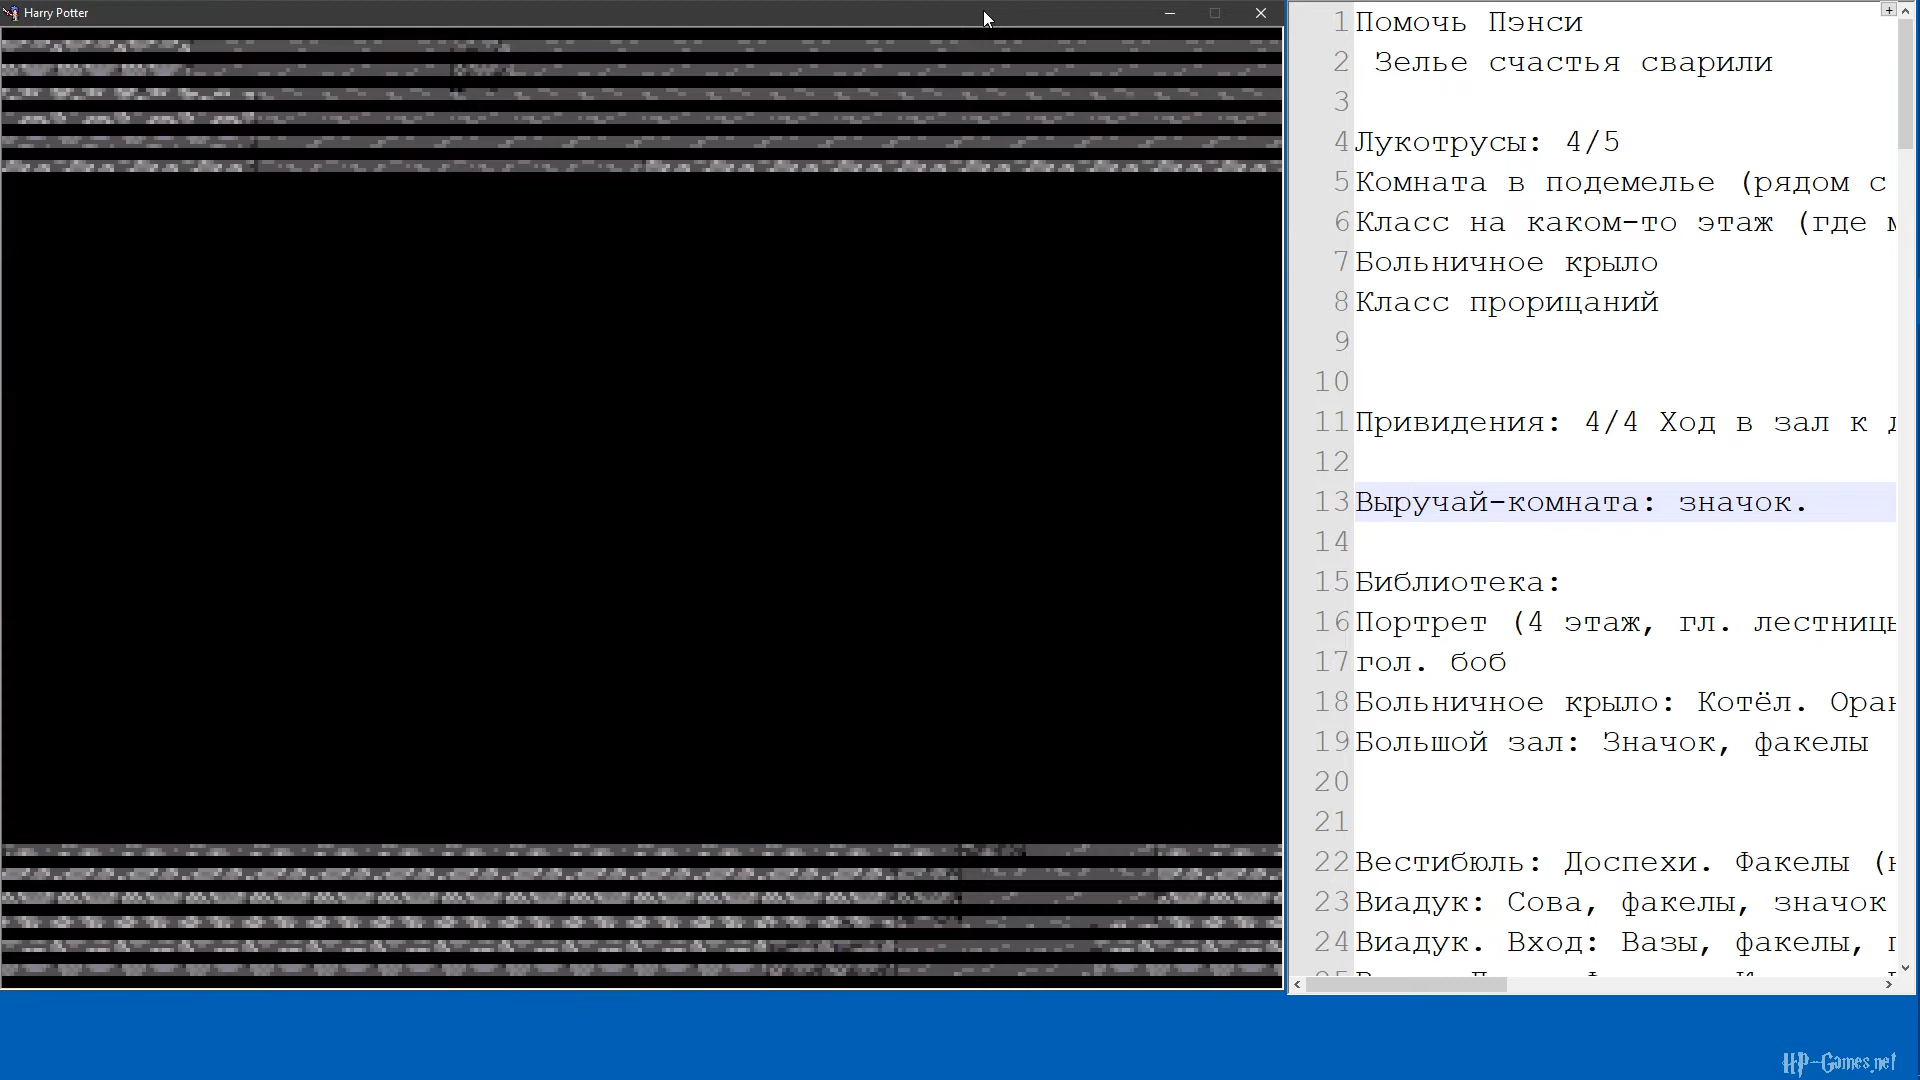 Harry Potter
1 Помочь Пэнси
2 Зелье счастья сварили
3
4 Лукотрусы: 4/5
5 Комната в подемелье (рядом с
6 Класс на каком-то этаж (где
7 Больничное крыло
8 Класс прорицаний
9
10
11 Привидения: 4/4 Ход в зал к
12
13 Выручай-комната: значок.
14
15 Библиотека:
16 Портрет (4 этаж, гл. лестницы
17 гол. боб
18 Больничное крыло: Котёл.
19 Большой зал: Значок, факелы
20
21
22 Вестибюль: Доспехи. Факелы
23 Виадук: Сова, факелы, значок
24 Виадук. Вход: Вазы, факелы,
HP-Games.net